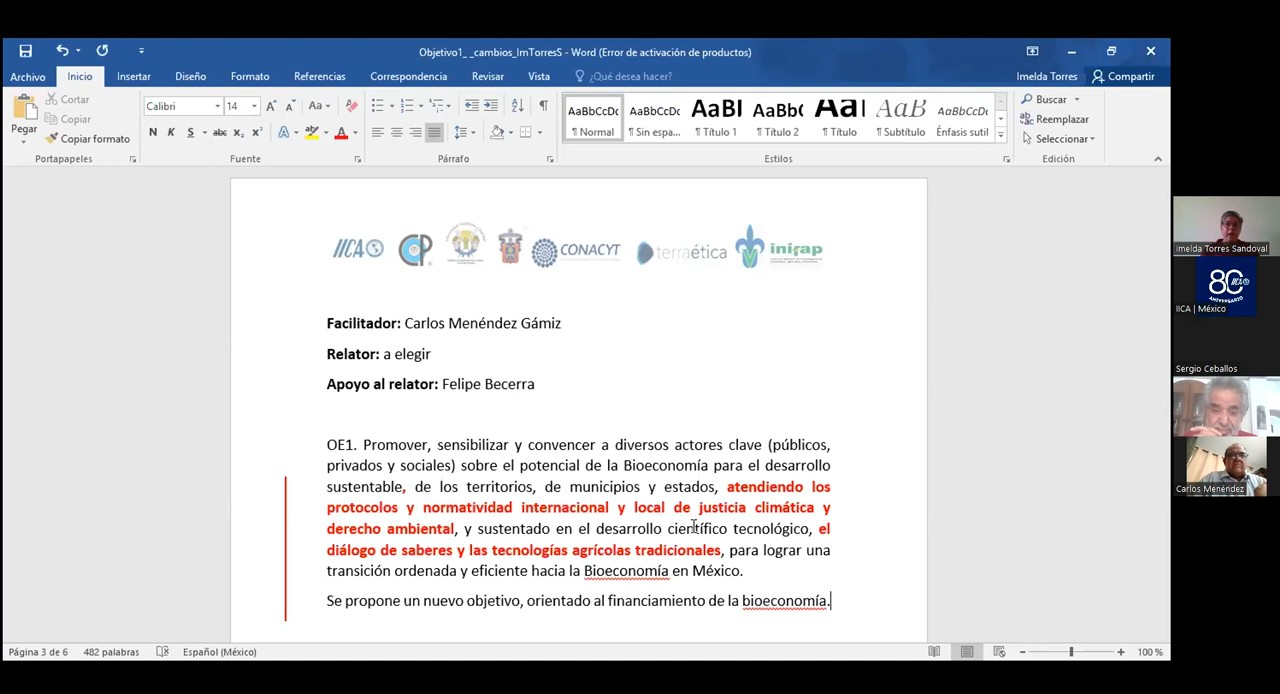 Objetivo1_ _cambios_ImTorresS - Word (Error de activación de productos)
Archivo Inicio Insertar Diseño Formato Referencias Correspondencia Revisar Vista ¿Qué desea hacer? Imelda Torres Compartir
Pegar Cortar Copiar Copiar formato
Calibri 14
N K S abc x₂ x² A
AaBbCcDc AaBbCcDc AaBI AaBbC AaI AaB AaBbCcDc
¶ Normal ¶ Sin espa... ¶ Título 1 ¶ Título 2 ¶ Título ¶ Subtítulo ¶ Énfasis sutil
Buscar
Reemplazar
Seleccionar
Portapapeles Fuente Párrafo Estilos Edición
IICA CP CONACYT terraética inifap
Facilitador: Carlos Menéndez Gámiz
Relator: a elegir
Apoyo al relator: Felipe Becerra
OE1. Promover, sensibilizar y convencer a diversos actores clave (públicos,
privados y sociales) sobre el potencial de la Bioeconomía para el desarrollo
sustentable, de los territorios, de municipios y estados, atendiendo los
protocolos y normatividad internacional y local de justicia climática y
derecho ambiental, y sustentado en el desarrollo científico tecnológico, el
diálogo de saberes y las tecnologías agrícolas tradicionales, para lograr una
transición ordenada y eficiente hacia la Bioeconomía en México.
Se propone un nuevo objetivo, orientado al financiamiento de la bioeconomía.
Página 3 de 6 482 palabras Español (México) 100 %
Imelda Torres Sandoval
80 IICA
ANIVERSARIO
IICA | México
Sergio Ceballos
Carlos Menéndez